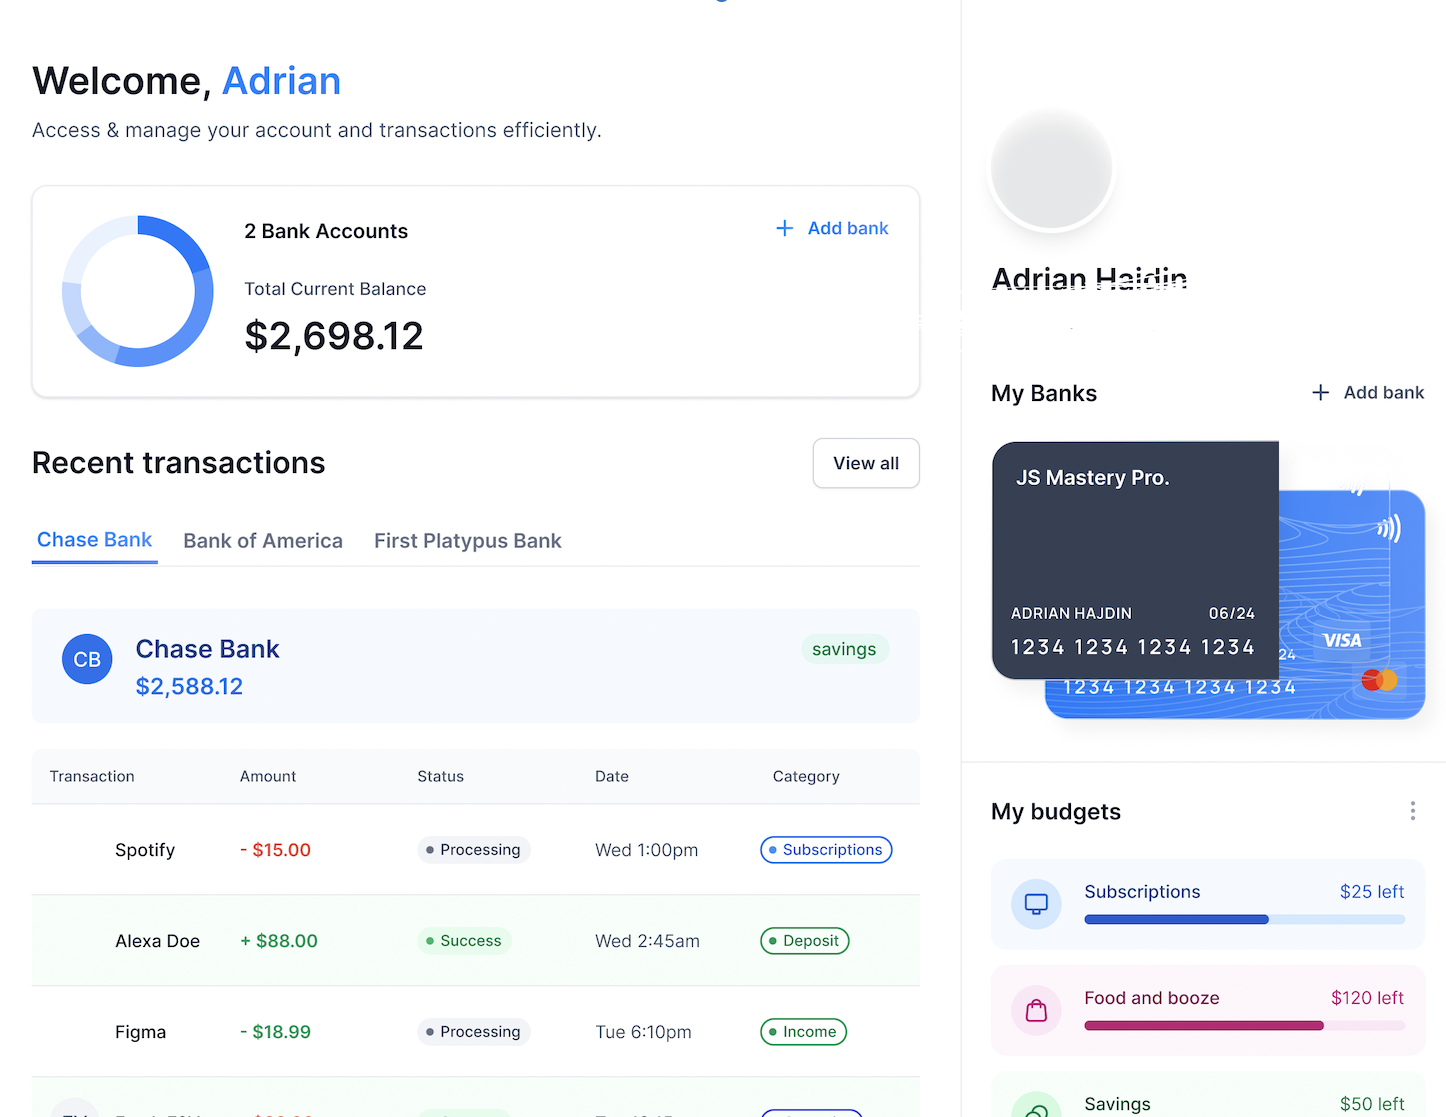 Welcome, Adrian
Access & manage your account and transactions efficiently.
2 Bank Accounts
+ Add bank
Total Current Balance
$2,698.12
Recent transactions
View all
Chase Bank Bank of America First Platypus Bank
CB
Chase Bank
$2,588.12
savings
Transaction Amount Status Date Category
Spotify - $15.00 Processing Wed 1:00pm Subscriptions
Alexa Doe + $88.00 Success Wed 2:45am Deposit
Figma - $18.99 Processing Tue 6:10pm Income
Adrian Hajdin
My Banks
+ Add bank
JS Mastery Pro.
ADRIAN HAJDIN 06/24
1234 1234 1234 1234
VISA
24
1234 1234 1234 1234
My budgets
Subscriptions $25 left
Food and booze $120 left
Savings $50 left